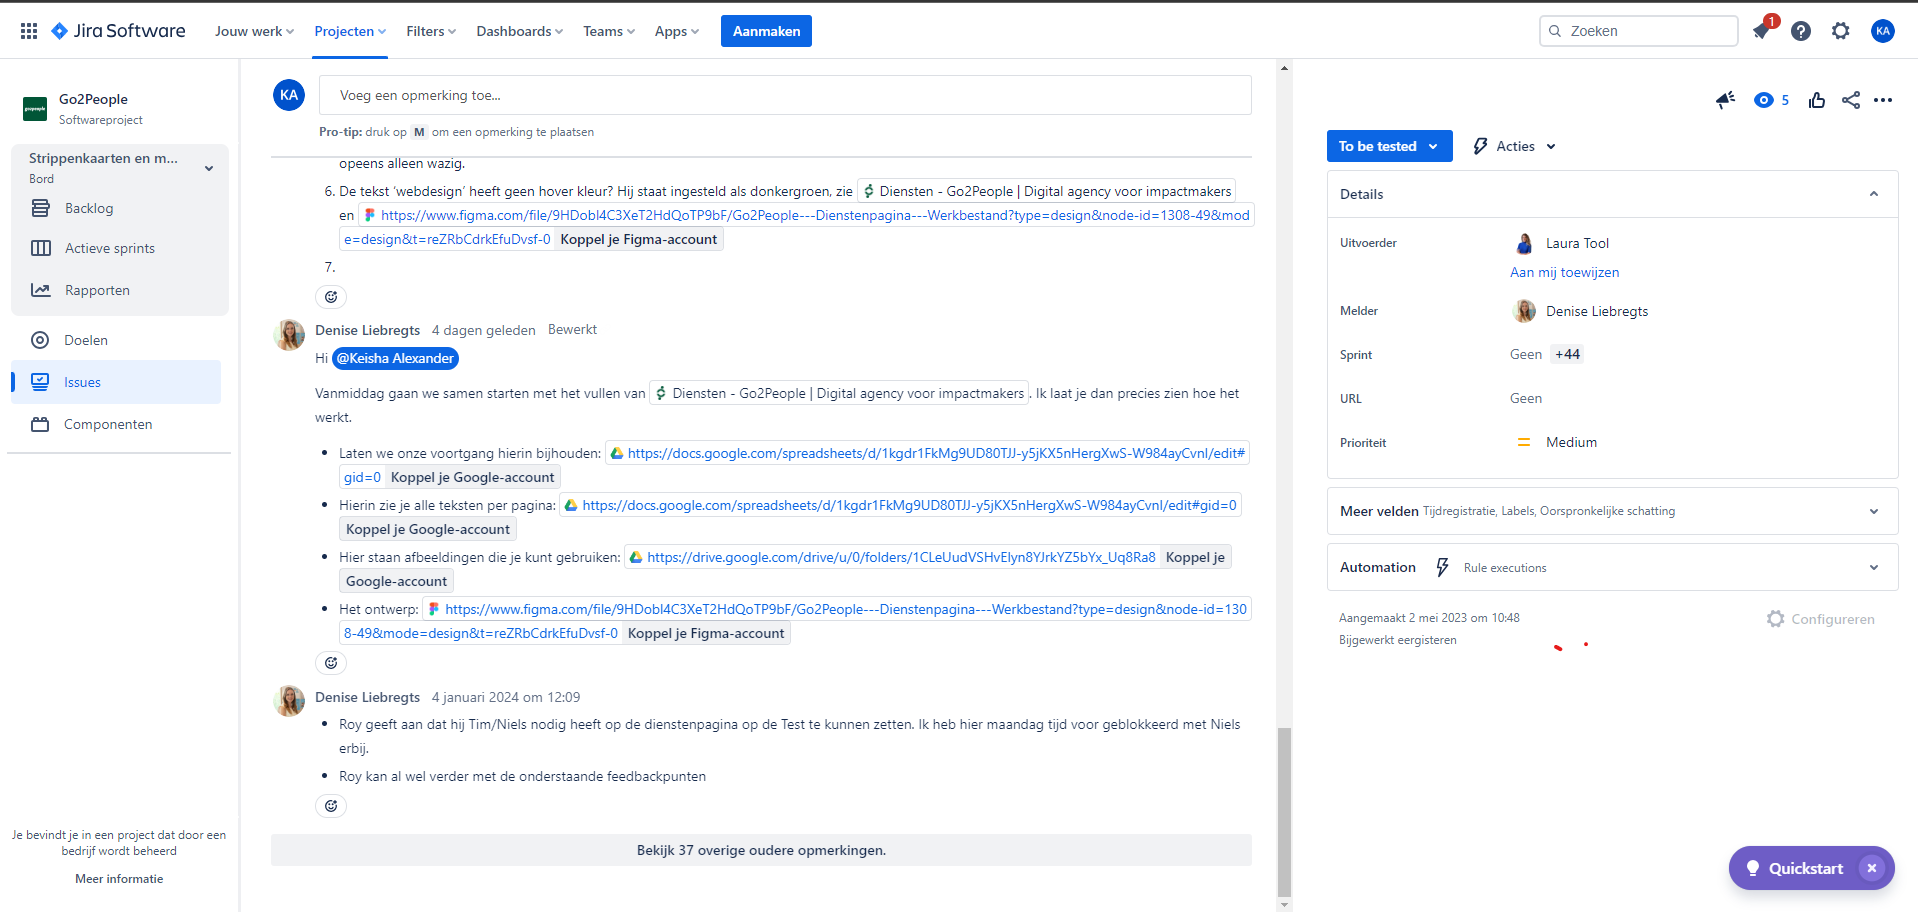 Jira Software
Jouw werk
Projecten
Filters
Dashboards
Teams
Apps
Aanmaken
Zoeken
1
KA
Go2People
go2people
Softwareproject
Strippenkaarten en m...
Bord
Backlog
Actieve sprints
Rapporten
Doelen
Issues
Componenten
Je bevindt je in een project dat door een
bedrijf wordt beheerd
Meer informatie
KA
Voeg een opmerking toe...
Pro-tip: druk op M om een opmerking te plaatsen
opeens alleen wazig.
6. De tekst ‘webdesign’ heeft geen hover kleur? Hij staat ingesteld als donkergroen, zie Diensten - Go2People | Digital agency voor impactmakers
en https://www.figma.com/file/9HDobI4C3XeT2HdQoTP9bF/Go2People---Dienstenpagina---Werkbestand?type=design&node-id=1308-49&mod
e=design&t=reZRbCdrkEfuDvsf-0 Koppel je Figma-account
7.
Denise Liebregts 4 dagen geleden Bewerkt
Hi @Keisha Alexander
Vanmiddag gaan we samen starten met het vullen van Diensten - Go2People | Digital agency voor impactmakers . Ik laat je dan precies zien hoe het
werkt.
• Laten we onze voortgang hierin bijhouden: https://docs.google.com/spreadsheets/d/1kgdr1FkMg9UD80TJJ-y5jKX5nHergXwS-W984ayCvnI/edit#
gid=0 Koppel je Google-account
• Hierin zie je alle teksten per pagina: https://docs.google.com/spreadsheets/d/1kgdr1FkMg9UD80TJJ-y5jKX5nHergXwS-W984ayCvnI/edit#gid=0
Koppel je Google-account
• Hier staan afbeeldingen die je kunt gebruiken: https://drive.google.com/drive/u/0/folders/1CLeUudVSHvEIyn8YJrkYZ5bYx_Uq8Ra8 Koppel je
Google-account
• Het ontwerp: https://www.figma.com/file/9HDobI4C3XeT2HdQoTP9bF/Go2People---Dienstenpagina---Werkbestand?type=design&node-id=130
8-49&mode=design&t=reZRbCdrkEfuDvsf-0 Koppel je Figma-account
Denise Liebregts 4 januari 2024 om 12:09
• Roy geeft aan dat hij Tim/Niels nodig heeft op de dienstenpagina op de Test te kunnen zetten. Ik heb hier maandag tijd voor geblokkeerd met Niels
erbij.
• Roy kan al wel verder met de onderstaande feedbackpunten
Bekijk 37 overige oudere opmerkingen.
5
To be tested
Acties
Details
Uitvoerder
Laura Tool
Aan mij toewijzen
Melder
Denise Liebregts
Sprint
Geen +44
URL
Geen
Prioriteit
Medium
Meer velden Tijdregistratie, Labels, Oorspronkelijke schatting
Automation Rule executions
Aangemaakt 2 mei 2023 om 10:48
Bijgewerkt eergisteren
Configureren
Quickstart